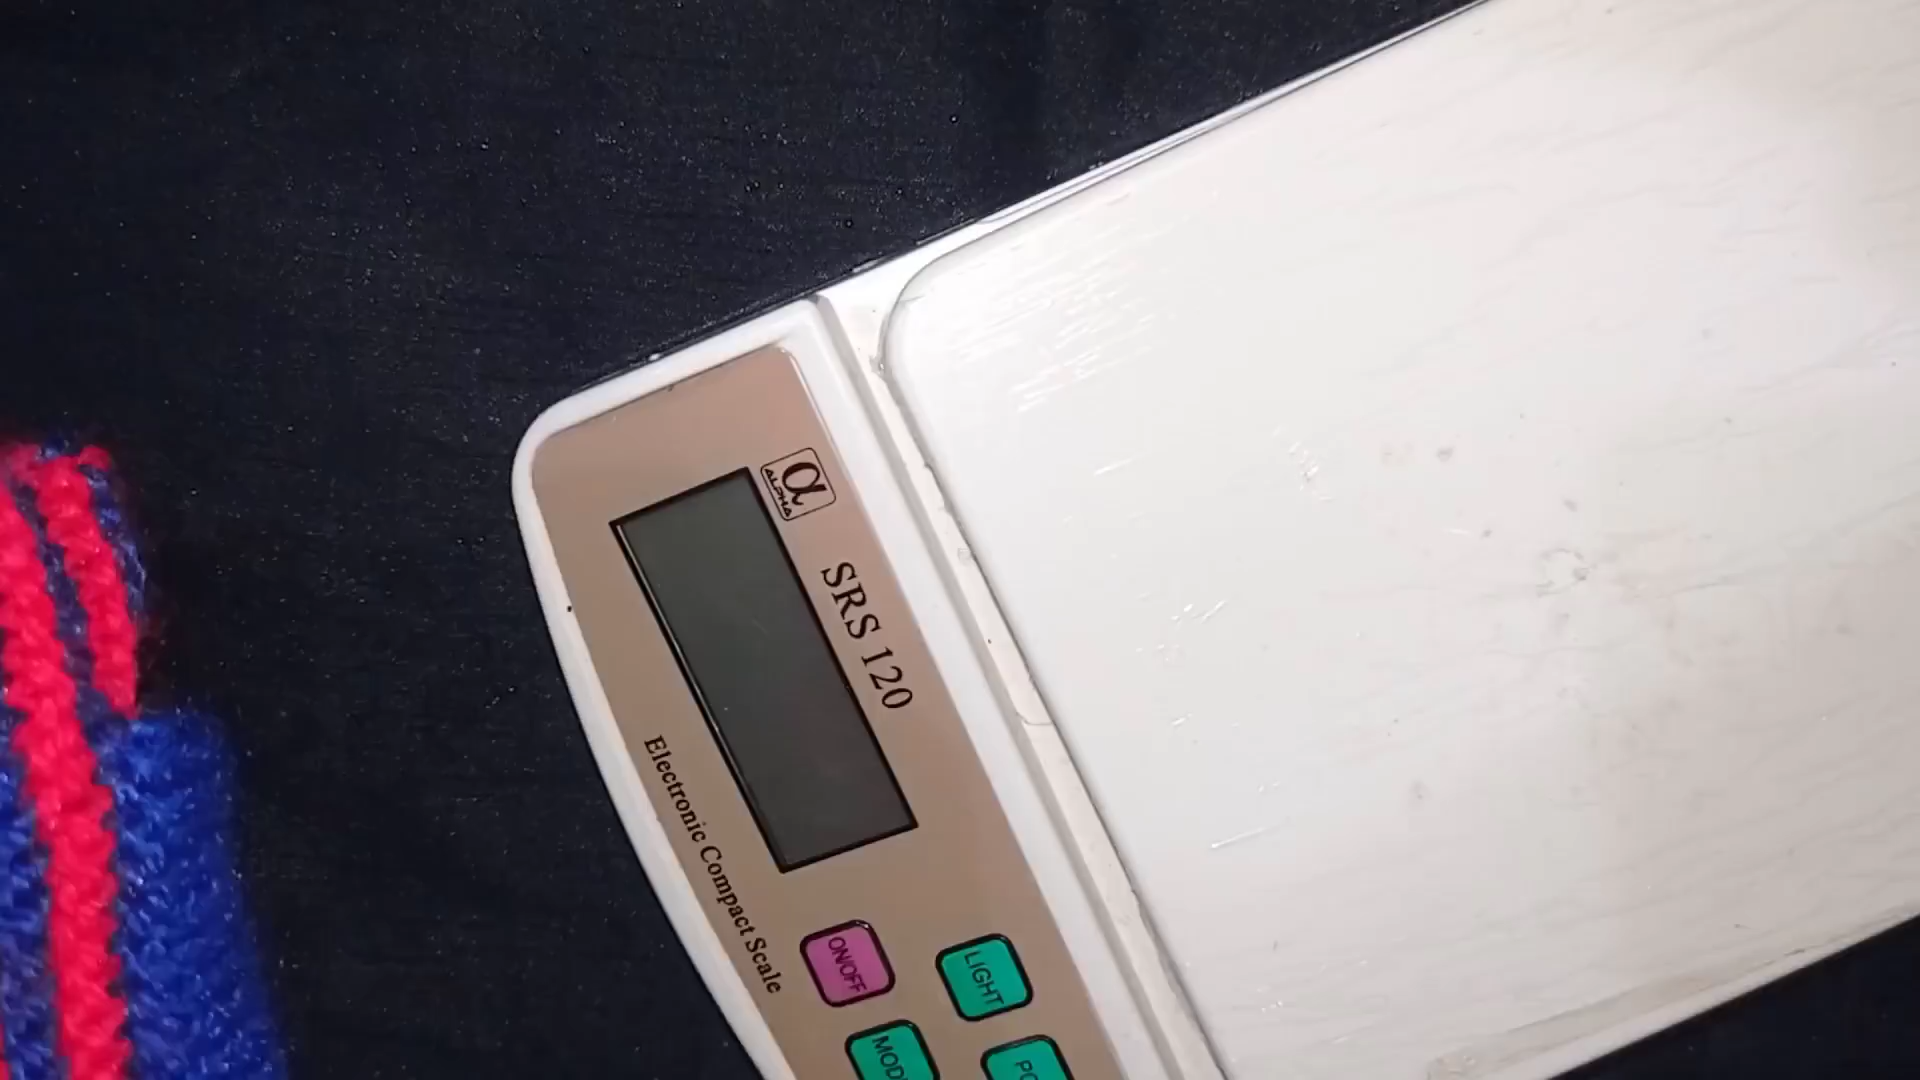 α
ALPHA
SRS 120
Electronic Compact Scale
ON/OFF
LIGHT